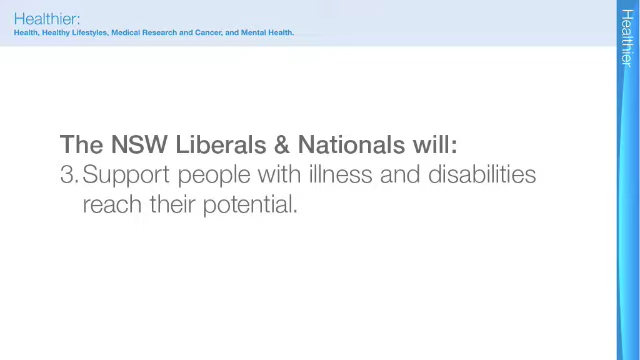 Healthier:
Health, Healthy Lifestyles, Medical Research and Cancer, and Mental Health.
Healthier
The NSW Liberals & Nationals will:
3. Support people with illness and disabilities
reach their potential.